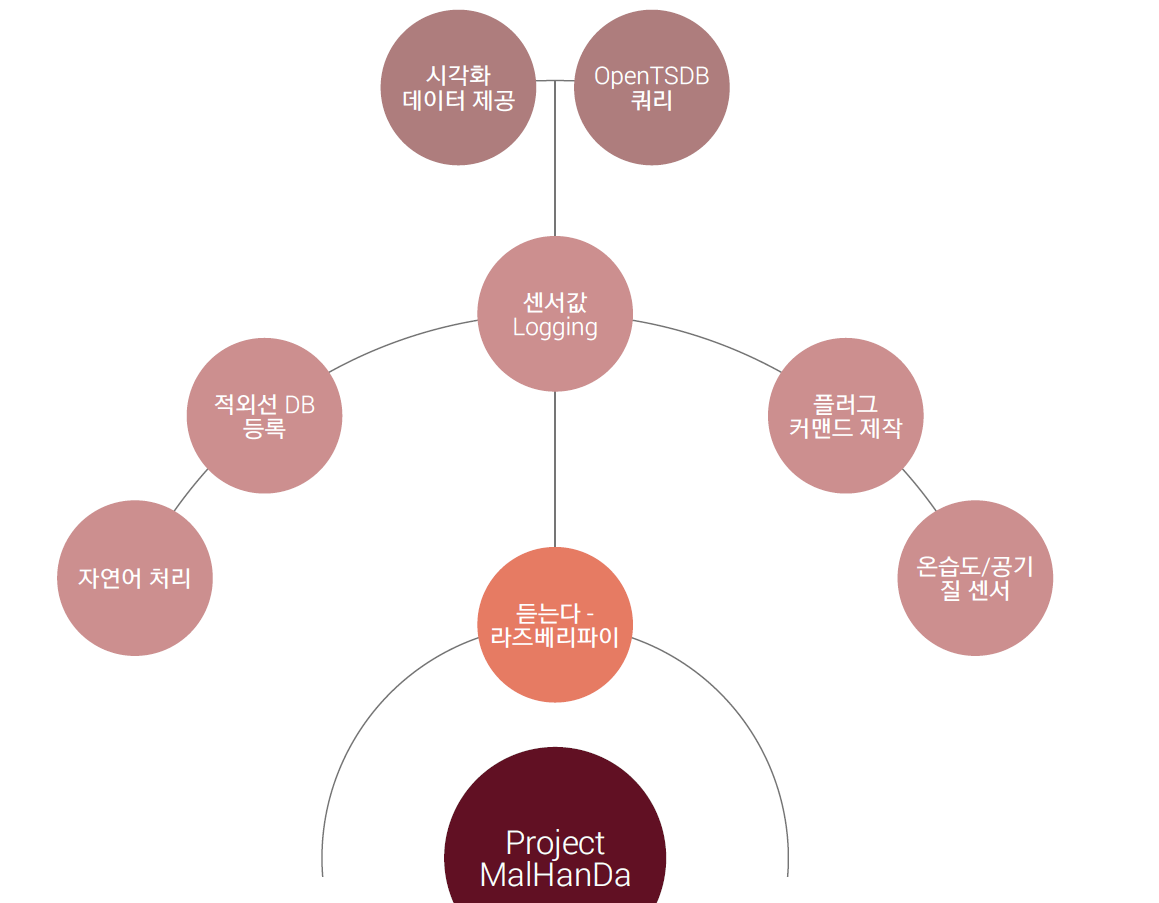 시각화
데이터 제공
OpenTSDB
쿼리
센서값
Logging
적외선 DB
등록
플러그
커맨드 제작
자연어 처리
온습도/공기
질 센서
듣는다 -
라즈베리파이
Project
MalHanDa